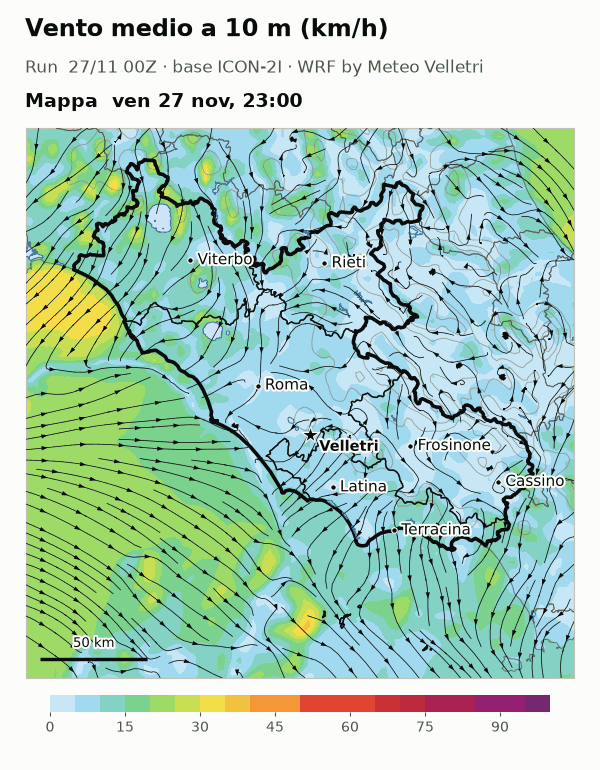 Vento medio a 10 m (km/h)
Run 27/11 00Z · base ICON-2I · WRF by Meteo Velletri
Mappa ven 27 nov, 23:00
Viterbo
Rieti
Roma
Velletri
Frosinone
Latina
Cassino
Terracina
50 km
0 15 30 45 60 75 90